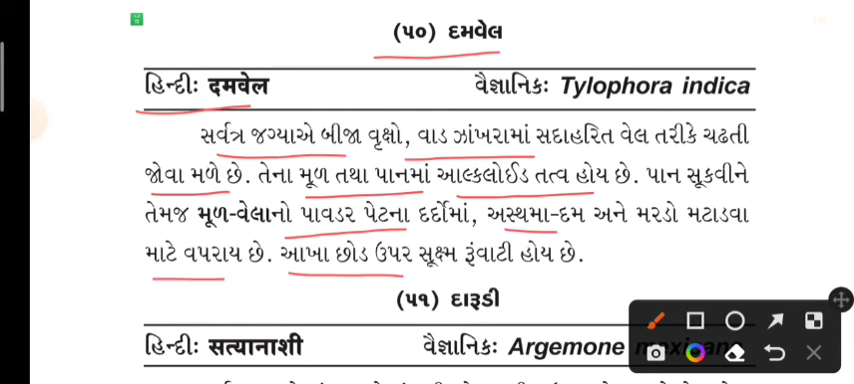 (૫૦) દમવેલ
હિન્દી: दमवेल વૈજ્ઞાનિક: Tylophora indica
સર્વત્ર જગ્યાએ બીજા વૃક્ષો, વાડ ઝાંખરામાં સદાહરિત વેલ તરીકે ચઢતી
જોવા મળે છે. તેના મૂળ તથા પાનમાં આલ્કલોઈડ તત્વ હોય છે. પાન સૂકવીને
તેમજ મૂળ-વેલાનો પાવડર પેટના દર્દોમાં, અસ્થમા-દમ અને મરડો મટાડવા
માટે વપરાય છે. આખા છોડ ઉપર સૂક્ષ્મ રૂંવાટી હોય છે.
(૫૧) દારૂડી
હિન્દી: सत्यानाशी વૈજ્ઞાનિક: Argemone